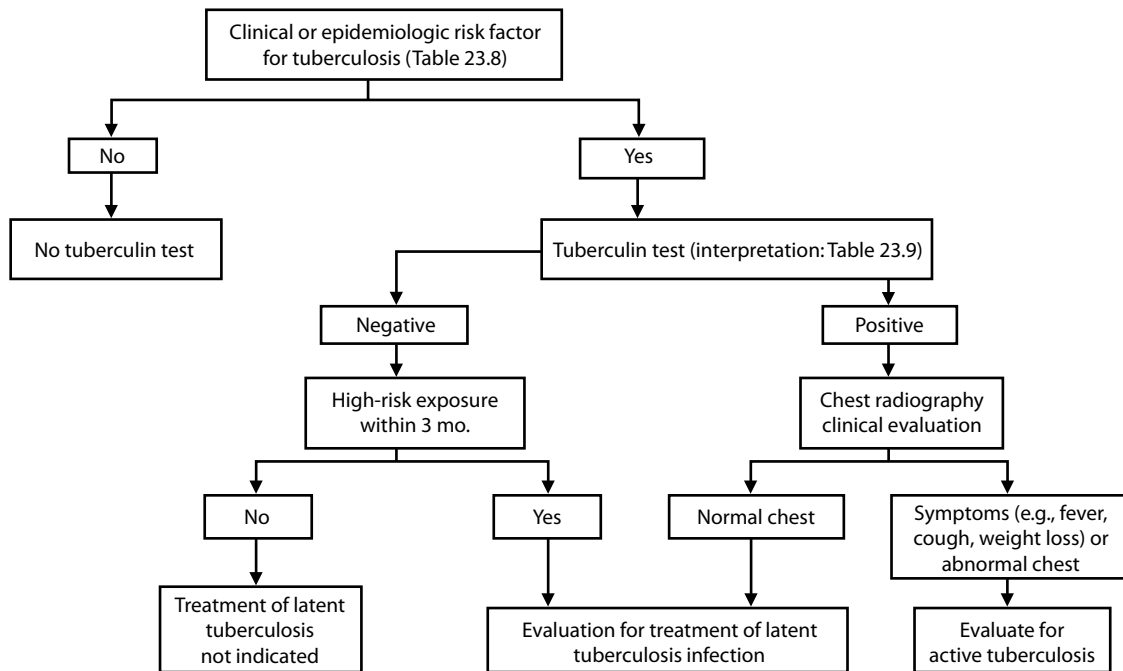 Clinical or epidemiologic risk factor
for tuberculosis (Table 23.8)
No
Yes
No tuberculin test
Tuberculin test (interpretation: Table 23.9)
Negative
Positive
High-risk exposure
within 3 mo.
Chest radiography
clinical evaluation
No
Yes
Normal chest
Symptoms (e.g., fever,
cough, weight loss) or
abnormal chest
Treatment of latent
tuberculosis
not indicated
Evaluation for treatment of latent
tuberculosis infection
Evaluate for
active tuberculosis